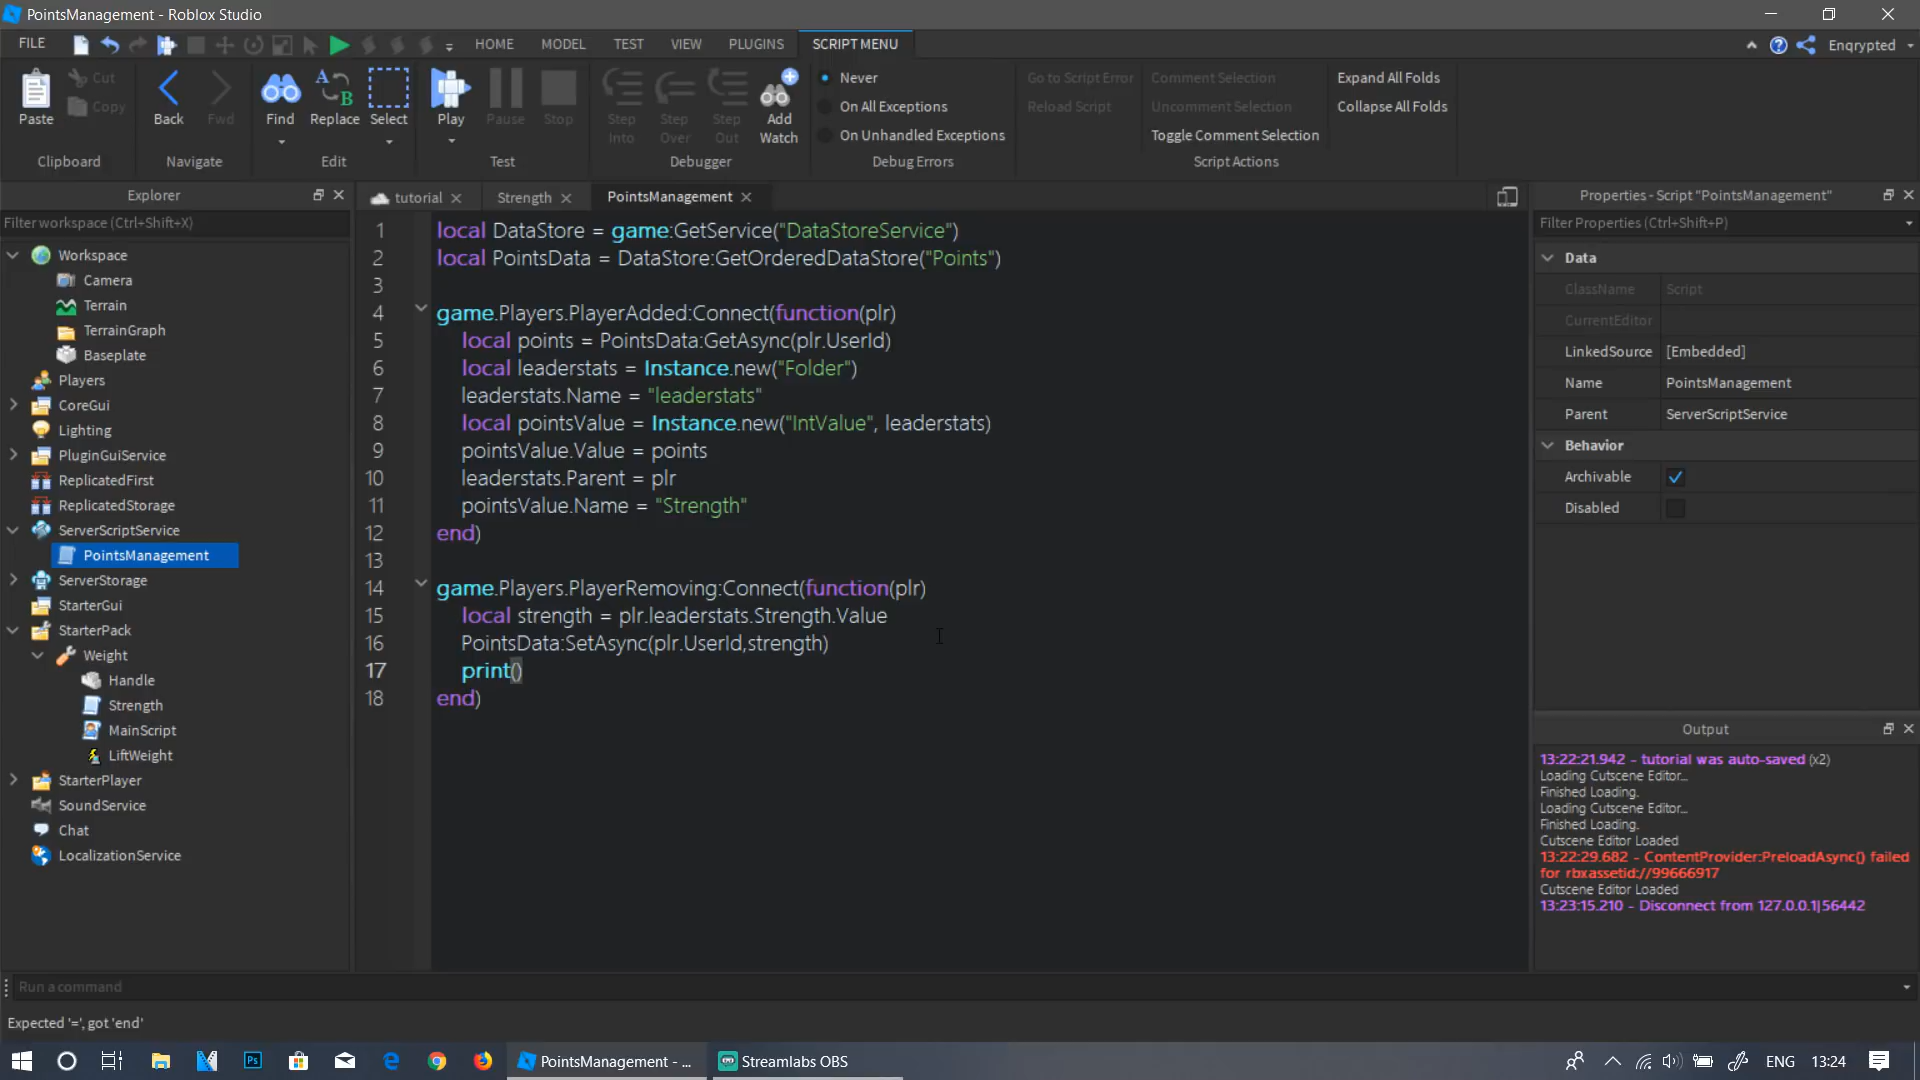 PointsManagement - Roblox Studio
FILE
HOME
MODEL
TEST
VIEW
PLUGINS
SCRIPT MENU
Enqrypted
Paste
Cut
Copy
Clipboard
Back
Fwd
Navigate
Find
Replace
Select
Edit
Play
Pause
Stop
Test
Step Into
Step Over
Step Out
Add Watch
Debugger
Never
On All Exceptions
On Unhandled Exceptions
Debug Errors
Go to Script Error
Reload Script
Comment Selection
Uncomment Selection
Toggle Comment Selection
Script Actions
Expand All Folds
Collapse All Folds
Explorer
Filter workspace (Ctrl+Shift+X)
Workspace
Camera
Terrain
TerrainGraph
Baseplate
Players
CoreGui
Lighting
PluginGuiService
ReplicatedFirst
ReplicatedStorage
ServerScriptService
PointsManagement
ServerStorage
StarterGui
StarterPack
Weight
Handle
Strength
MainScript
LiftWeight
StarterPlayer
SoundService
Chat
LocalizationService
tutorial
Strength
PointsManagement
1 local DataStore = game:GetService("DataStoreService")
2 local PointsData = DataStore:GetOrderedDataStore("Points")
3
4 game.Players.PlayerAdded:Connect(function(plr)
5 local points = PointsData:GetAsync(plr.UserId)
6 local leaderstats = Instance.new("Folder")
7 leaderstats.Name = "leaderstats"
8 local pointsValue = Instance.new("IntValue", leaderstats)
9 pointsValue.Value = points
10 leaderstats.Parent = plr
11 pointsValue.Name = "Strength"
12 end)
13
14 game.Players.PlayerRemoving:Connect(function(plr)
15 local strength = plr.leaderstats.Strength.Value
16 PointsData:SetAsync(plr.UserId,strength)
17 print()
18 end)
Properties - Script "PointsManagement"
Filter Properties (Ctrl+Shift+P)
Data
ClassName Script
CurrentEditor
LinkedSource [Embedded]
Name PointsManagement
Parent ServerScriptService
Behavior
Archivable
Disabled
Output
13:22:21.942 - tutorial was auto-saved (x2)
Loading Cutscene Editor...
Finished Loading.
Loading Cutscene Editor...
Finished Loading.
Cutscene Editor Loaded
13:22:29.682 - ContentProvider:PreloadAsync() failed
for rbxassetid://99666917
Cutscene Editor Loaded
13:23:15.210 - Disconnect from 127.0.0.1|56442
Run a command
Expected '=', got 'end'
PointsManagement - ...
Streamlabs OBS
ENG
13:24